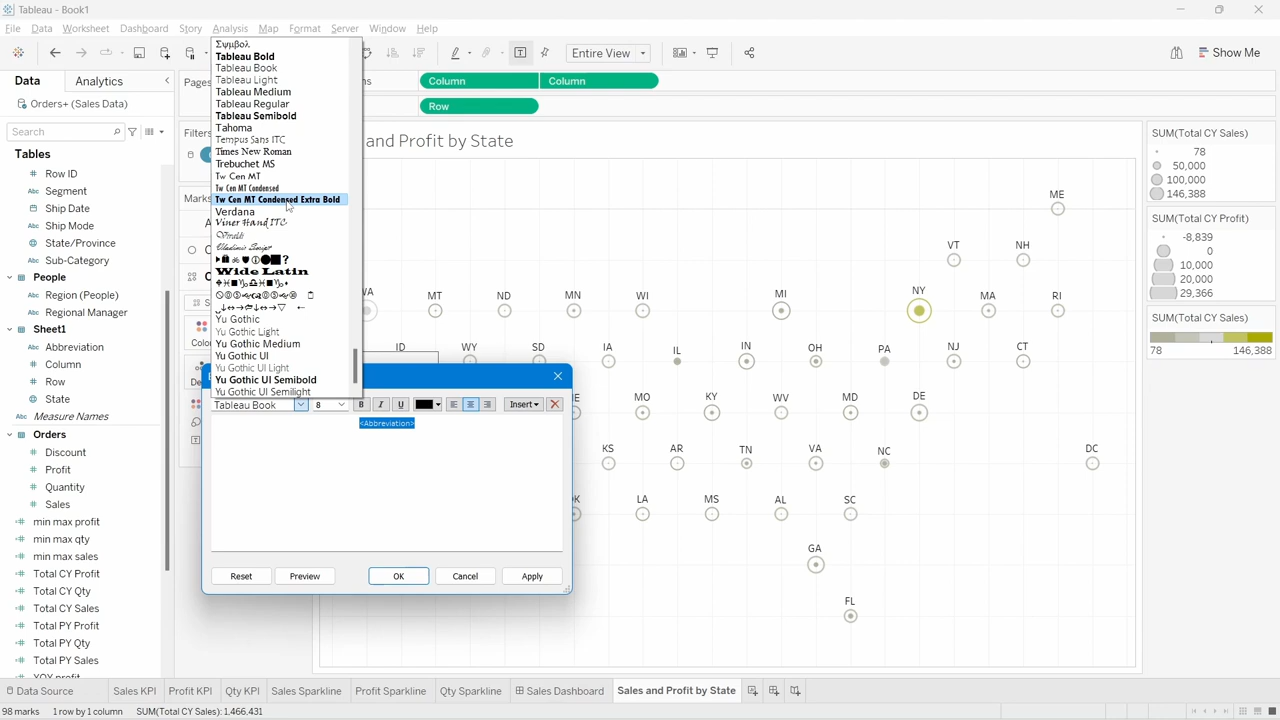 Tableau - Book1
File Data Worksheet Dashboard Story Analysis Map Format Server Window Help
Entire View
Show Me
Data Analytics
Pages
Column Column
Orders+ (Sales Data)
Row
Search
Filters
Tables
Row ID
Segment
Ship Date
Ship Mode
State/Province
Sub-Category
People
Region (People)
Regional Manager
Sheet1
Abbreviation
Column
Row
State
Measure Names
Orders
Discount
Profit
Quantity
Sales
min max profit
min max qty
min max sales
Total CY Profit
Total CY Qty
Total CY Sales
Total PY Profit
Total PY Qty
Total PY Sales
Marks
Σψμβολ
Tableau Bold
Tableau Book
Tableau Light
Tableau Medium
Tableau Regular
Tableau Semibold
Tahoma
Tempus Sans ITC
Times New Roman
Trebuchet MS
Tw Cen MT
Tw Cen MT Condensed
Tw Cen MT Condensed Extra Bold
Verdana
Viner Hand ITC
Vivaldi
Vladimir Script
Wide Latin
Yu Gothic
Yu Gothic Light
Yu Gothic Medium
Yu Gothic UI
Yu Gothic UI Light
Yu Gothic UI Semibold
Yu Gothic UI Semilight
Tableau Book 8 B I U Insert
<Abbreviation>
Reset Preview OK Cancel Apply
and Profit by State
ME
VT NH
WA MT ND MN WI MI NY MA RI
ID WY SD IA IL IN OH PA NJ CT
MO KY WV MD DE
KS AR TN VA NC DC
OK LA MS AL SC
GA
FL
SUM(Total CY Sales)
78
50,000
100,000
146,388
SUM(Total CY Profit)
-8,839
0
10,000
20,000
29,366
SUM(Total CY Sales)
78 146,388
Data Source Sales KPI Profit KPI Qty KPI Sales Sparkline Profit Sparkline Qty Sparkline Sales Dashboard Sales and Profit by State
98 marks 1 row by 1 column SUM(Total CY Sales): 1,466,431